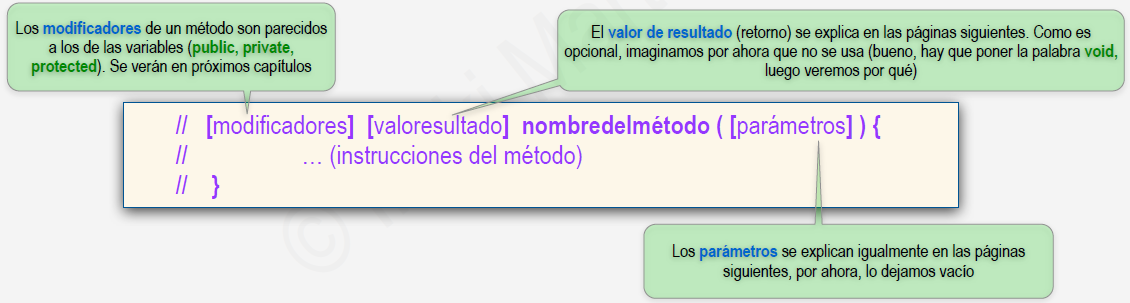 Los modificadores de un método son parecidos
a los de las variables (public, private,
protected). Se verán en próximos capítulos
El valor de resultado (retorno) se explica en las páginas siguientes. Como es
opcional, imaginamos por ahora que no se usa (bueno, hay que poner la palabra void,
luego veremos por qué)
// [modificadores] [valoresultado] nombredelmétodo ( [parámetros] ) {
// … (instrucciones del método)
// }
Los parámetros se explican igualmente en las páginas
siguientes, por ahora, lo dejamos vacío
©